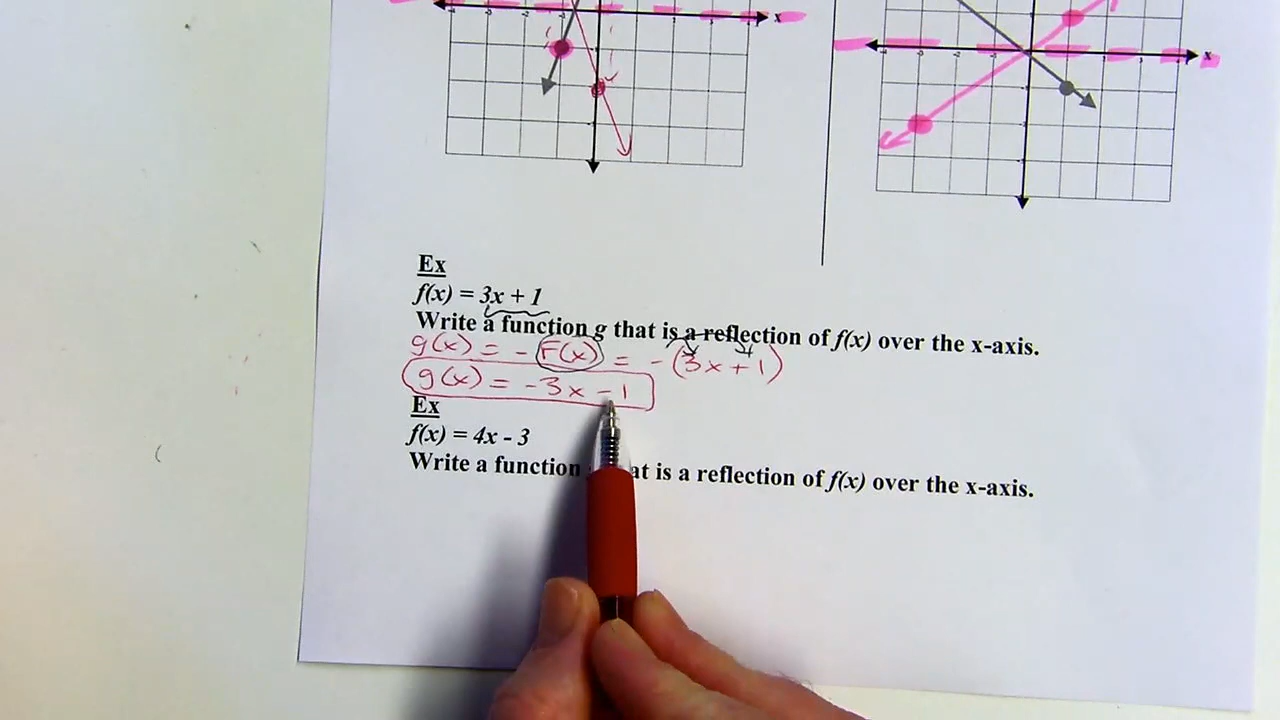 x
x
Ex
f(x) = 3x + 1
Write a function g that is a reflection of f(x) over the x-axis.
g(x) = - F(x) = - (3x + 1)
g(x) = -3x - 1
Ex
f(x) = 4x - 3
Write a function at is a reflection of f(x) over the x-axis.